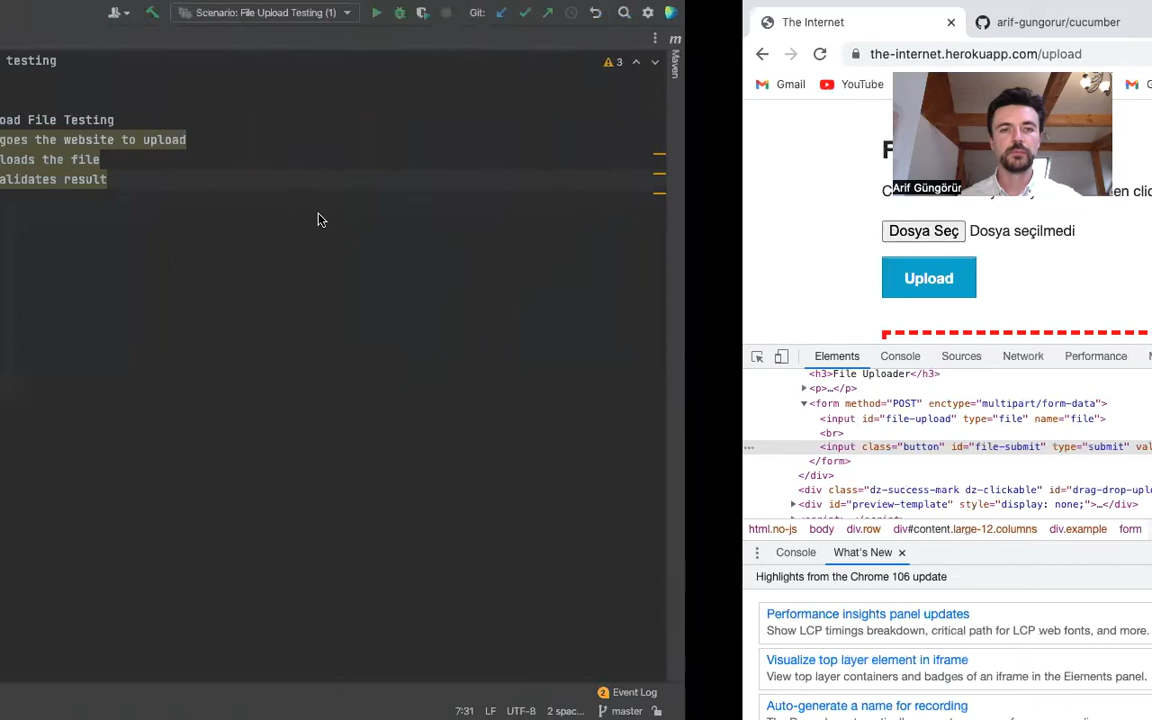 Scenario: File Upload Testing (1)
Git:
testing
3
Maven
oad File Testing
goes the website to upload
loads the file
alidates result
2 Event Log
7:31 LF UTF-8 2 spac... master
The Internet
arif-gungorur/cucumber
the-internet.herokuapp.com/upload
Gmail
YouTube
Arif Güngörür
Dosya Seç Dosya seçilmedi
Upload
Elements Console Sources Network Performance
<h3>File Uploader</h3>
<p>…</p>
<form method="POST" enctype="multipart/form-data">
<input id="file-upload" type="file" name="file">
<br>
<input class="button" id="file-submit" type="submit" val
</form>
</div>
<div class="dz-success-mark dz-clickable" id="drag-drop-uplo
<div id="preview-template" style="display: none;">…</div>
html.no-js body div.row div#content.large-12.columns div.example form
Console What's New
Highlights from the Chrome 106 update
Performance insights panel updates
Show LCP timings breakdown, critical path for LCP web fonts, and more.
Visualize top layer element in iframe
View top layer containers and badges of an iframe in the Elements panel.
Auto-generate a name for recording